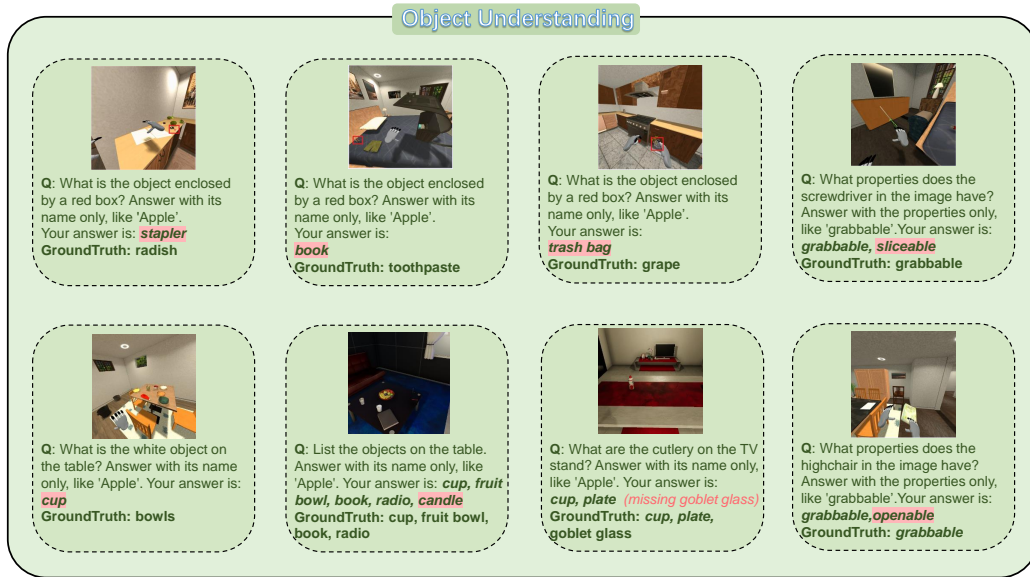 Object Understanding
Q: What is the object enclosed
by a red box? Answer with its
name only, like 'Apple'.
Your answer is: stapler
GroundTruth: radish
Q: What is the object enclosed
by a red box? Answer with its
name only, like 'Apple'.
Your answer is:
book
GroundTruth: toothpaste
Q: What is the object enclosed
by a red box? Answer with its
name only, like 'Apple'.
Your answer is:
trash bag
GroundTruth: grape
Q: What properties does the
screwdriver in the image have?
Answer with the properties only,
like 'grabbable'.Your answer is:
grabbable, sliceable
GroundTruth: grabbable
Q: What is the white object on
the table? Answer with its name
only, like 'Apple'. Your answer is:
cup
GroundTruth: bowls
Q: List the objects on the table.
Answer with its name only, like
'Apple'. Your answer is: cup, fruit
bowl, book, radio, candle
GroundTruth: cup, fruit bowl,
book, radio
Q: What are the cutlery on the TV
stand? Answer with its name only,
like 'Apple'. Your answer is:
cup, plate (missing goblet glass)
GroundTruth: cup, plate,
goblet glass
Q: What properties does the
highchair in the image have?
Answer with the properties only,
like 'grabbable'.Your answer is:
grabbable,openable
GroundTruth: grabbable